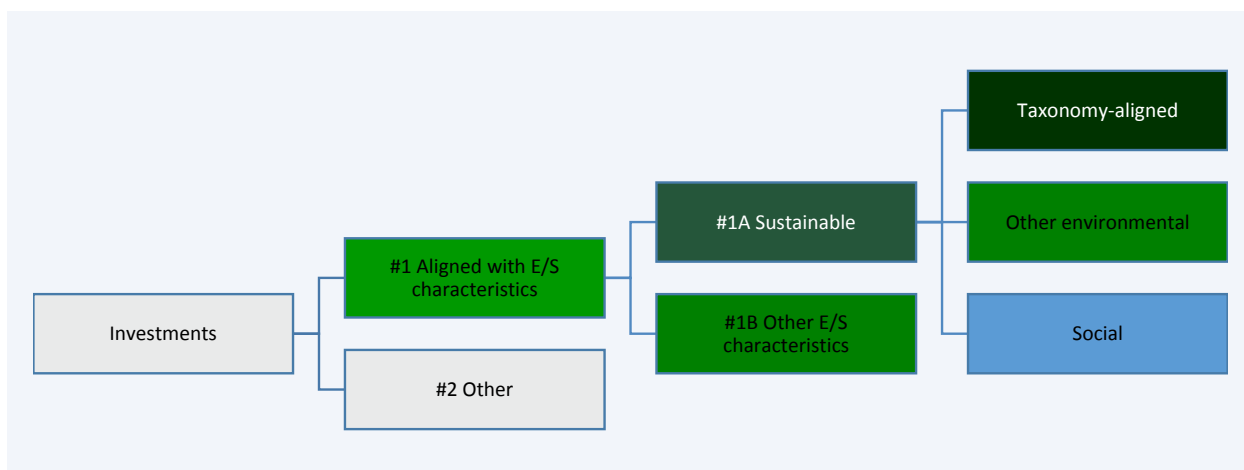 Investments
#1 Aligned with E/S
characteristics
#2 Other
#1A Sustainable
#1B Other E/S
characteristics
Taxonomy-aligned
Other environmental
Social